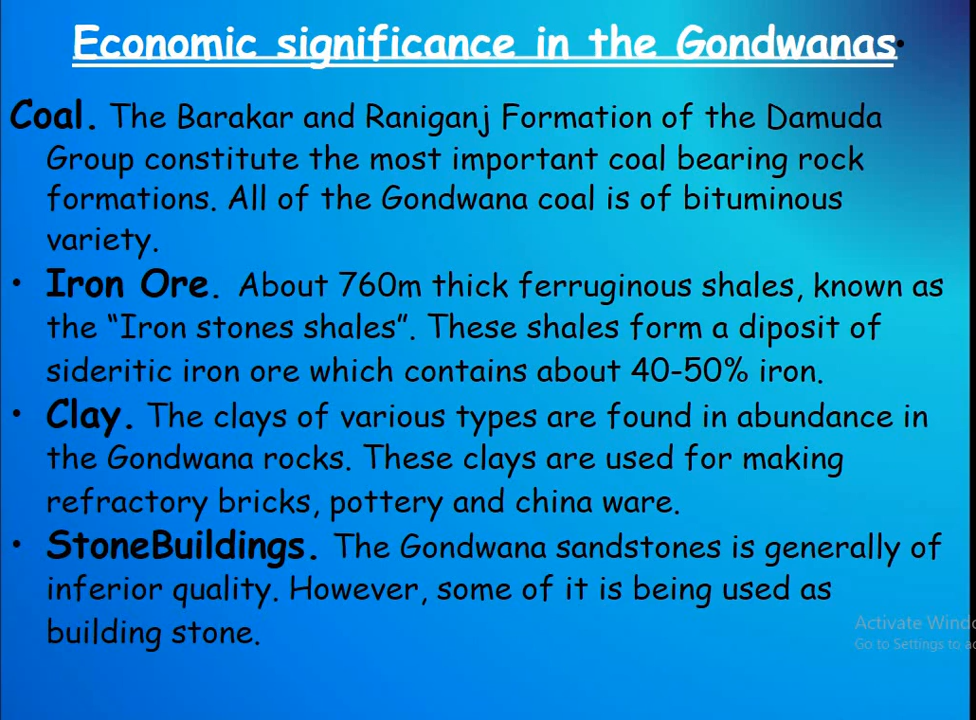 Economic significance in the Gondwanas.
Coal. The Barakar and Raniganj Formation of the Damuda
Group constitute the most important coal bearing rock
formations. All of the Gondwana coal is of bituminous
variety.
• Iron Ore. About 760m thick ferruginous shales, known as
the “Iron stones shales”. These shales form a diposit of
sideritic iron ore which contains about 40-50% iron.
• Clay. The clays of various types are found in abundance in
the Gondwana rocks. These clays are used for making
refractory bricks, pottery and china ware.
• StoneBuildings. The Gondwana sandstones is generally of
inferior quality. However, some of it is being used as
building stone.
Activate
Go to Settings to